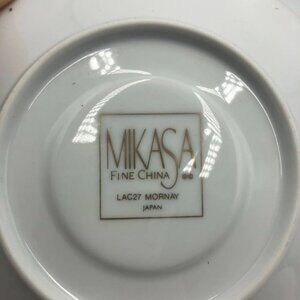 MIKASA
FINE CHINA
LAC27 MORNAY
JAPAN